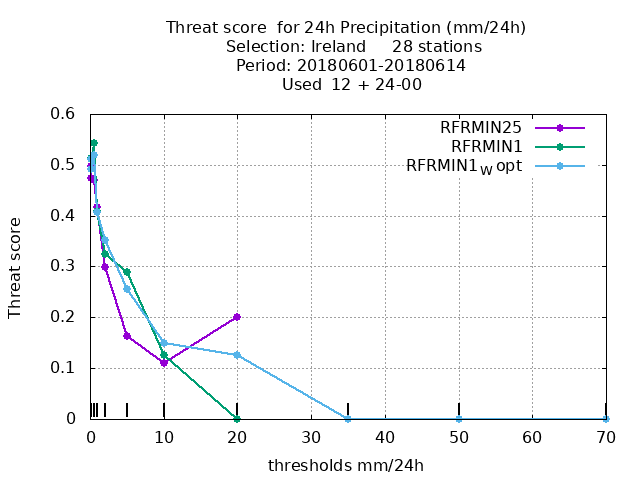 Threat score  for 24h Precipitation (mm/24h)
Selection: Ireland     28 stations
Period: 20180601-20180614
Used  12 + 24-00
RFRMIN25
RFRMIN1
RFRMIN1W opt
0.6
0.5
0.4
0.3
0.2
0.1
0
Threat score
0 10 20 30 40 50 60 70
thresholds mm/24h